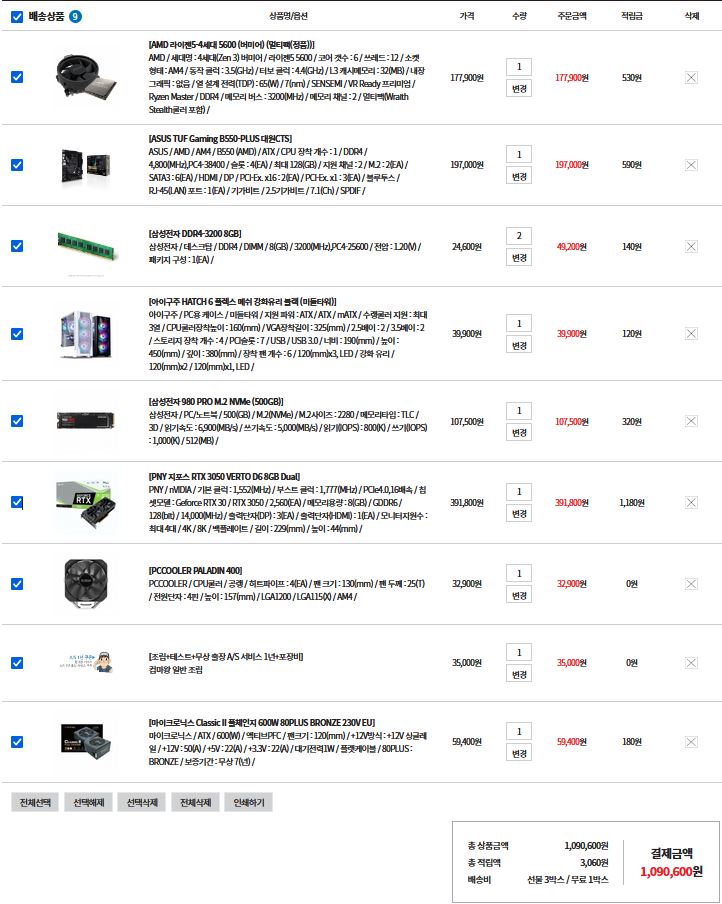 배송상품 9 상품명/옵션 가격 수량 주문금액 적립금 삭제
[AMD 라이젠5-4세대 5600 (버미어) (멀티팩(정품))]
AMD / 세대명 : 4세대(Zen 3) 버미어 / 라이젠5 5600 / 코어 갯수 : 6 / 쓰레드 : 12 / 소켓
형태 : AM4 / 동작 클럭 : 3.5(GHz) / 터보 클럭 : 4.4(GHz) / L3 캐시메모리 : 32(MB) / 내장
그래픽 : 없음 / 열 설계 전력(TDP) : 65(W) / 7(nm) / SENSEMI / VR Ready 프리미엄 /
Ryzen Master / DDR4 / 메모리 버스 : 3200(MHz) / 메모리 채널 : 2 / 멀티팩(Wraith
Stealth쿨러 포함) /
177,900원 1 변경 177,900원 530원
[ASUS TUF Gaming B550-PLUS 대원CTS]
ASUS / AMD / AM4 / B550 (AMD) / ATX / CPU 장착 개수 : 1 / DDR4 /
4,800(MHz),PC4-38400 / 슬롯 : 4(EA) / 최대 128(GB) / 지원 채널 : 2 / M.2 : 2(EA) /
SATA3 : 6(EA) / HDMI / DP / PCI-Ex. x16 : 2(EA) / PCI-Ex. x1 : 3(EA) / 블루투스 /
RJ-45(LAN) 포트 : 1(EA) / 기가비트 / 2.5기가비트 / 7.1(Ch) / SPDIF /
197,000원 1 변경 197,000원 590원
[삼성전자 DDR4-3200 8GB]
삼성전자 / 데스크탑 / DDR4 / DIMM / 8(GB) / 3200(MHz),PC4-25600 / 전압 : 1.20(V) /
패키지 구성 : 1(EA) /
24,600원 2 변경 49,200원 140원
[아이구주 HATCH 6 플렉스 메쉬 강화유리 블랙 (미들타워)]
아이구주 / PC용 케이스 / 미들타워 / 지원 파워 : ATX / ATX / mATX / 수랭쿨러 지원 : 최대
3열 / CPU쿨러장착높이 : 160(mm) / VGA장착길이 : 325(mm) / 2.5베이 : 2 / 3.5베이 : 2
/ 스토리지 장착 개수 : 4 / PCI슬롯 : 7 / USB / USB 3.0 / 너비 : 190(mm) / 높이 :
450(mm) / 깊이 : 380(mm) / 장착 팬 개수 : 6 / 120(mm)x3, LED / 강화 유리 /
120(mm)x2 / 120(mm)x1, LED /
39,900원 1 변경 39,900원 120원
[삼성전자 980 PRO M.2 NVMe (500GB)]
삼성전자 / PC/노트북 / 500(GB) / M.2(NVMe) / M.2사이즈 : 2280 / 메모리타입 : TLC /
3D / 읽기속도 : 6,900(MB/s) / 쓰기속도 : 5,000(MB/s) / 읽기(IOPS) : 800(K) / 쓰기(IOPS)
: 1,000(K) / 512(MB) /
107,500원 1 변경 107,500원 320원
[PNY 지포스 RTX 3050 VERTO D6 8GB Dual]
PNY / nVIDIA / 기본 클럭 : 1,552(MHz) / 부스트 클럭 : 1,777(MHz) / PCIe4.0,16배속 / 칩
셋모델 : Geforce RTX 30 / RTX 3050 / 2,560(EA) / 메모리용량 : 8(GB) / GDDR6 /
128(bit) / 14,000(MHz) / 출력단자(DP) : 3(EA) / 출력단자(HDMI) : 1(EA) / 모니터지원수 :
최대 4대 / 4K / 8K / 백플레이트 / 길이 : 229(mm) / 높이 : 44(mm) /
391,800원 1 변경 391,800원 1,180원
[PCCOOLER PALADIN 400]
PCCOOLER / CPU쿨러 / 공랭 / 히트파이프 : 4(EA) / 팬 크기 : 130(mm) / 팬 두께 : 25(T)
/ 전원단자 : 4핀 / 높이 : 157(mm) / LGA1200 / LGA115(X) / AM4 /
32,900원 1 변경 32,900원 0원
[조립+테스트+무상 출장 A/S 서비스 1년+포장비]
컴마왕 일반 조립
35,000원 1 변경 35,000원 0원
[마이크로닉스 Classic II 풀체인지 600W 80PLUS BRONZE 230V EU]
마이크로닉스 / ATX / 600(W) / 액티브PFC / 팬크기 : 120(mm) / +12V방식 : +12V 싱글레
일 / +12V : 50(A) / +5V : 22(A) / +3.3V : 22(A) / 대기전력1W / 플랫케이블 / 80PLUS :
BRONZE / 보증기간 : 무상 7(년) /
59,400원 1 변경 59,400원 180원
전체선택 선택해제 선택삭제 전체삭제 인쇄하기
총 상품금액 1,090,600원
총 적립액 3,060원
배송비 선불 3박스 / 무료 1박스
결제금액
1,090,600원